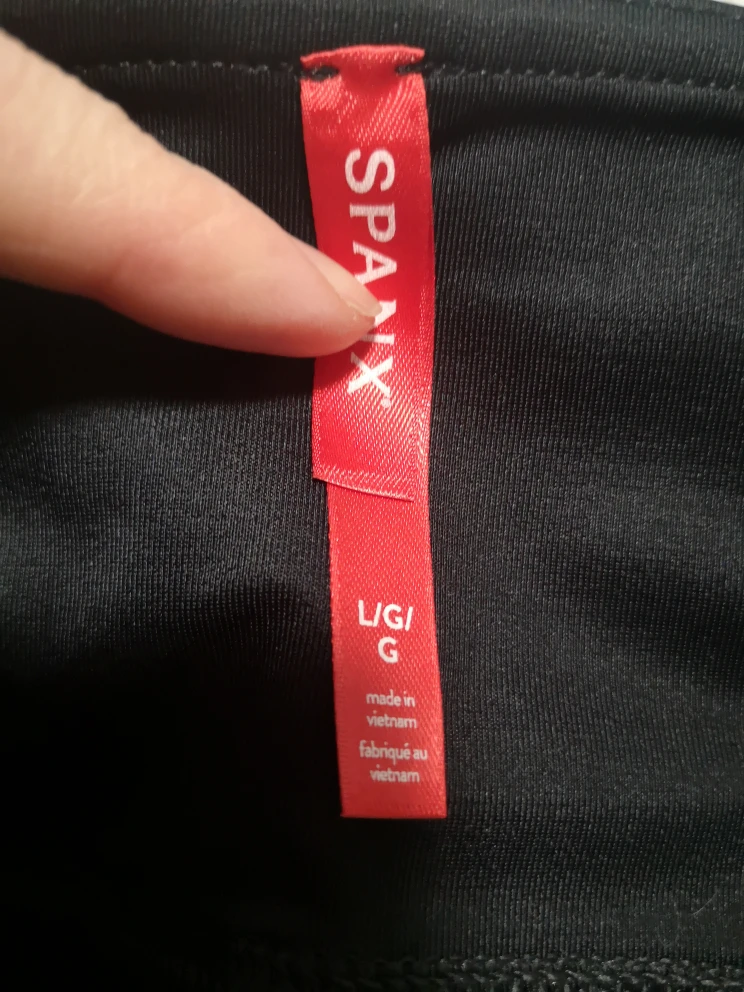 SPANX
L/G/
G
made in
vietnam
fabriqué au
vietnam